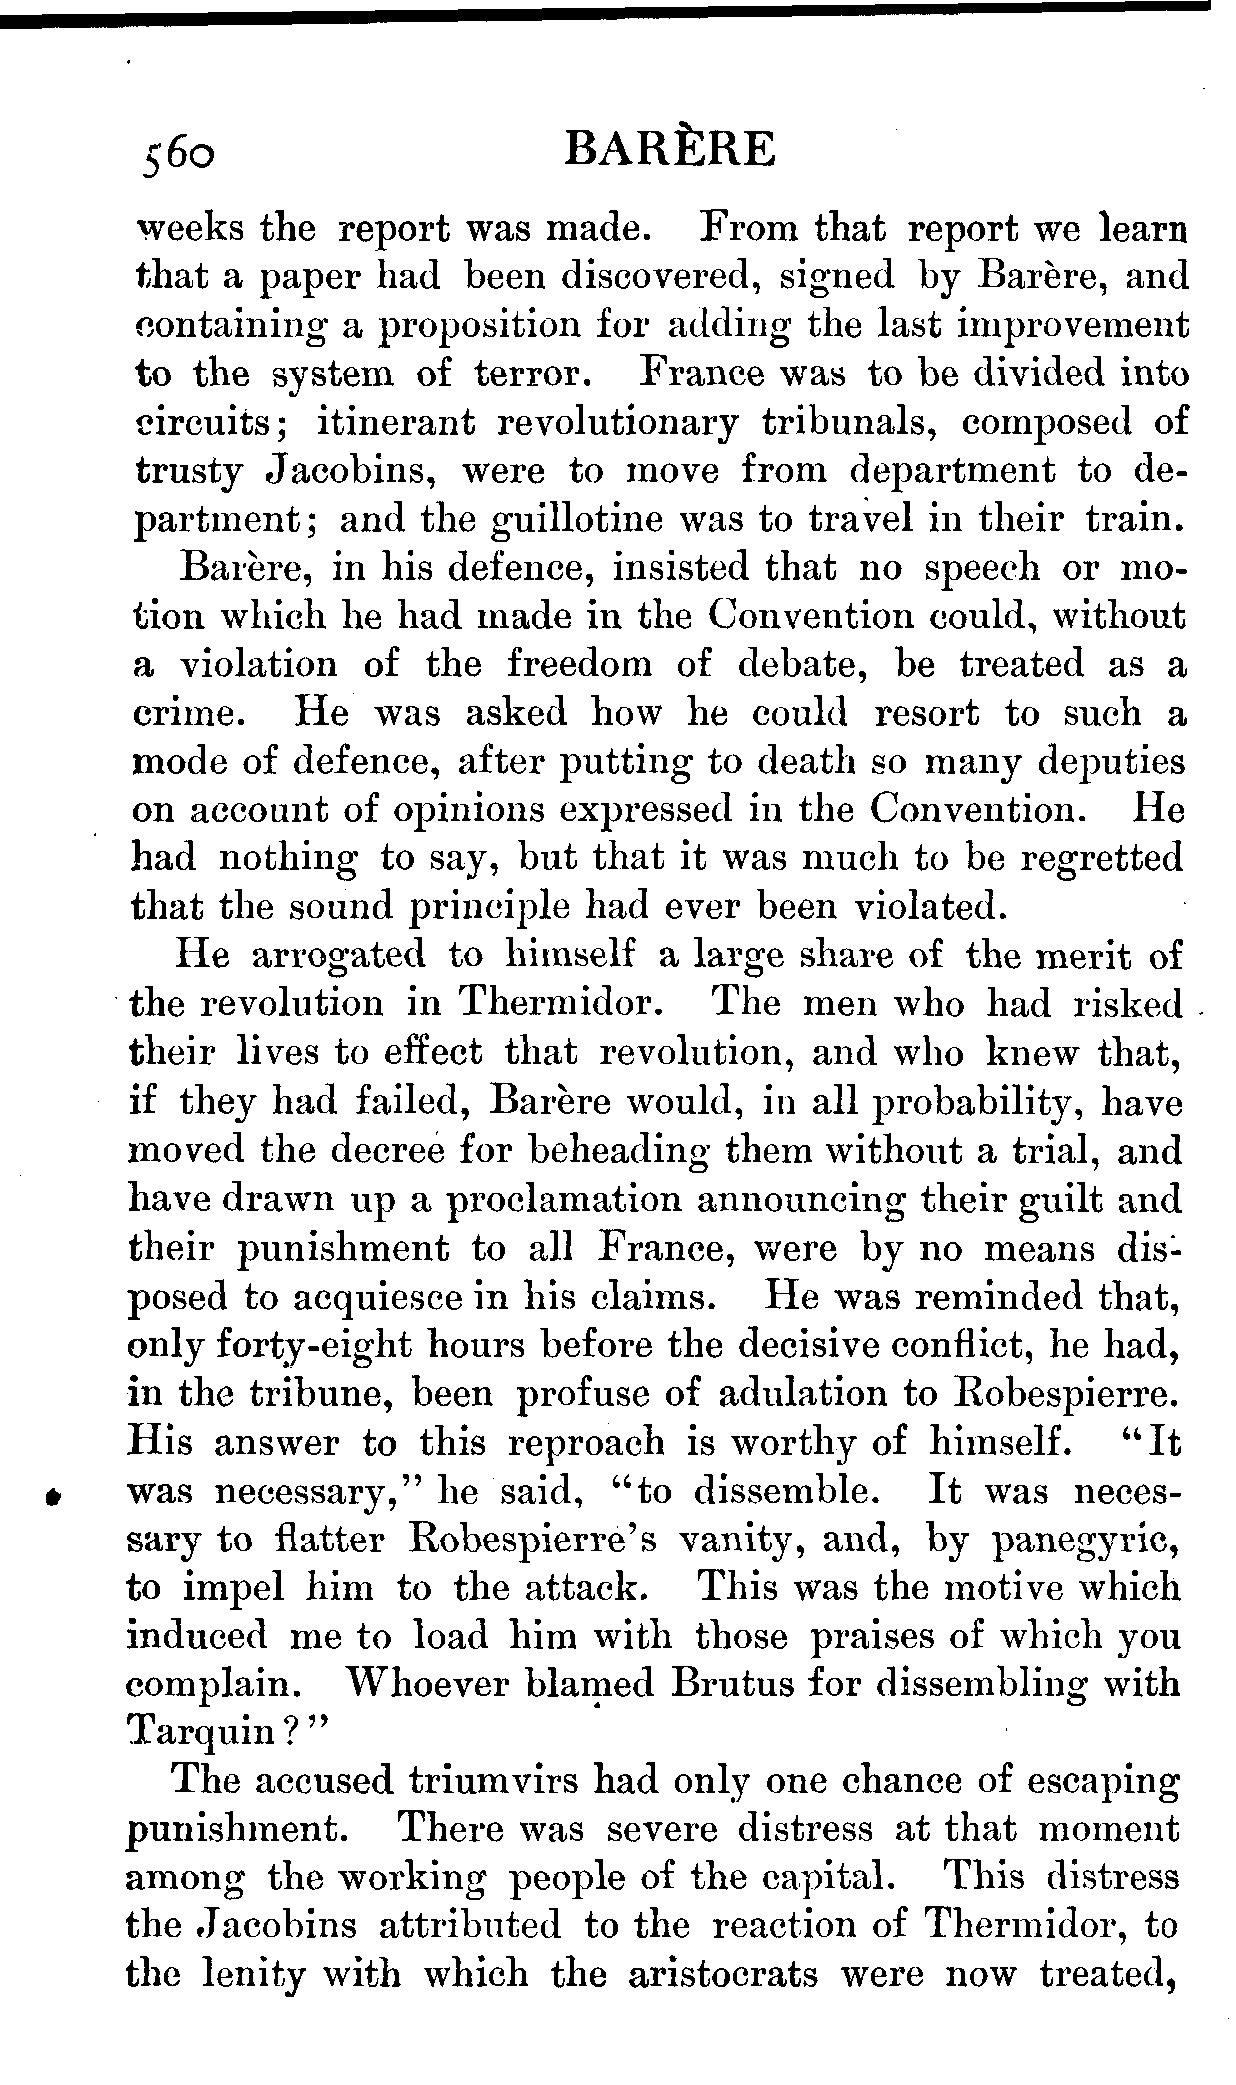 560 BARÈRE
weeks the report was made. From that report we learn
that a paper had been discovered, signed by Barère, and
containing a proposition for adding the last improvement
to the system of terror. France was to be divided into
circuits; itinerant revolutionary tribunals, composed of
trusty Jacobins, were to move from department to de-
partment; and the guillotine was to travel in their train.
Barère, in his defence, insisted that no speech or mo-
tion which he had made in the Convention could, without
a violation of the freedom of debate, be treated as a
crime. He was asked how he could resort to such a
mode of defence, after putting to death so many deputies
on account of opinions expressed in the Convention. He
had nothing to say, but that it was much to be regretted
that the sound principle had ever been violated.
He arrogated to himself a large share of the merit of
the revolution in Thermidor. The men who had risked
their lives to effect that revolution, and who knew that,
if they had failed, Barère would, in all probability, have
moved the decree for beheading them without a trial, and
have drawn up a proclamation announcing their guilt and
their punishment to all France, were by no means dis-
posed to acquiesce in his claims. He was reminded that,
only forty-eight hours before the decisive conflict, he had,
in the tribune, been profuse of adulation to Robespierre.
His answer to this reproach is worthy of himself. "It
was necessary," he said, "to dissemble. It was neces-
sary to flatter Robespierre's vanity, and, by panegyric,
to impel him to the attack. This was the motive which
induced me to load him with those praises of which you
complain. Whoever blamed Brutus for dissembling with
Tarquin?"
The accused triumvirs had only one chance of escaping
punishment. There was severe distress at that moment
among the working people of the capital. This distress
the Jacobins attributed to the reaction of Thermidor, to
the lenity with which the aristocrats were now treated,